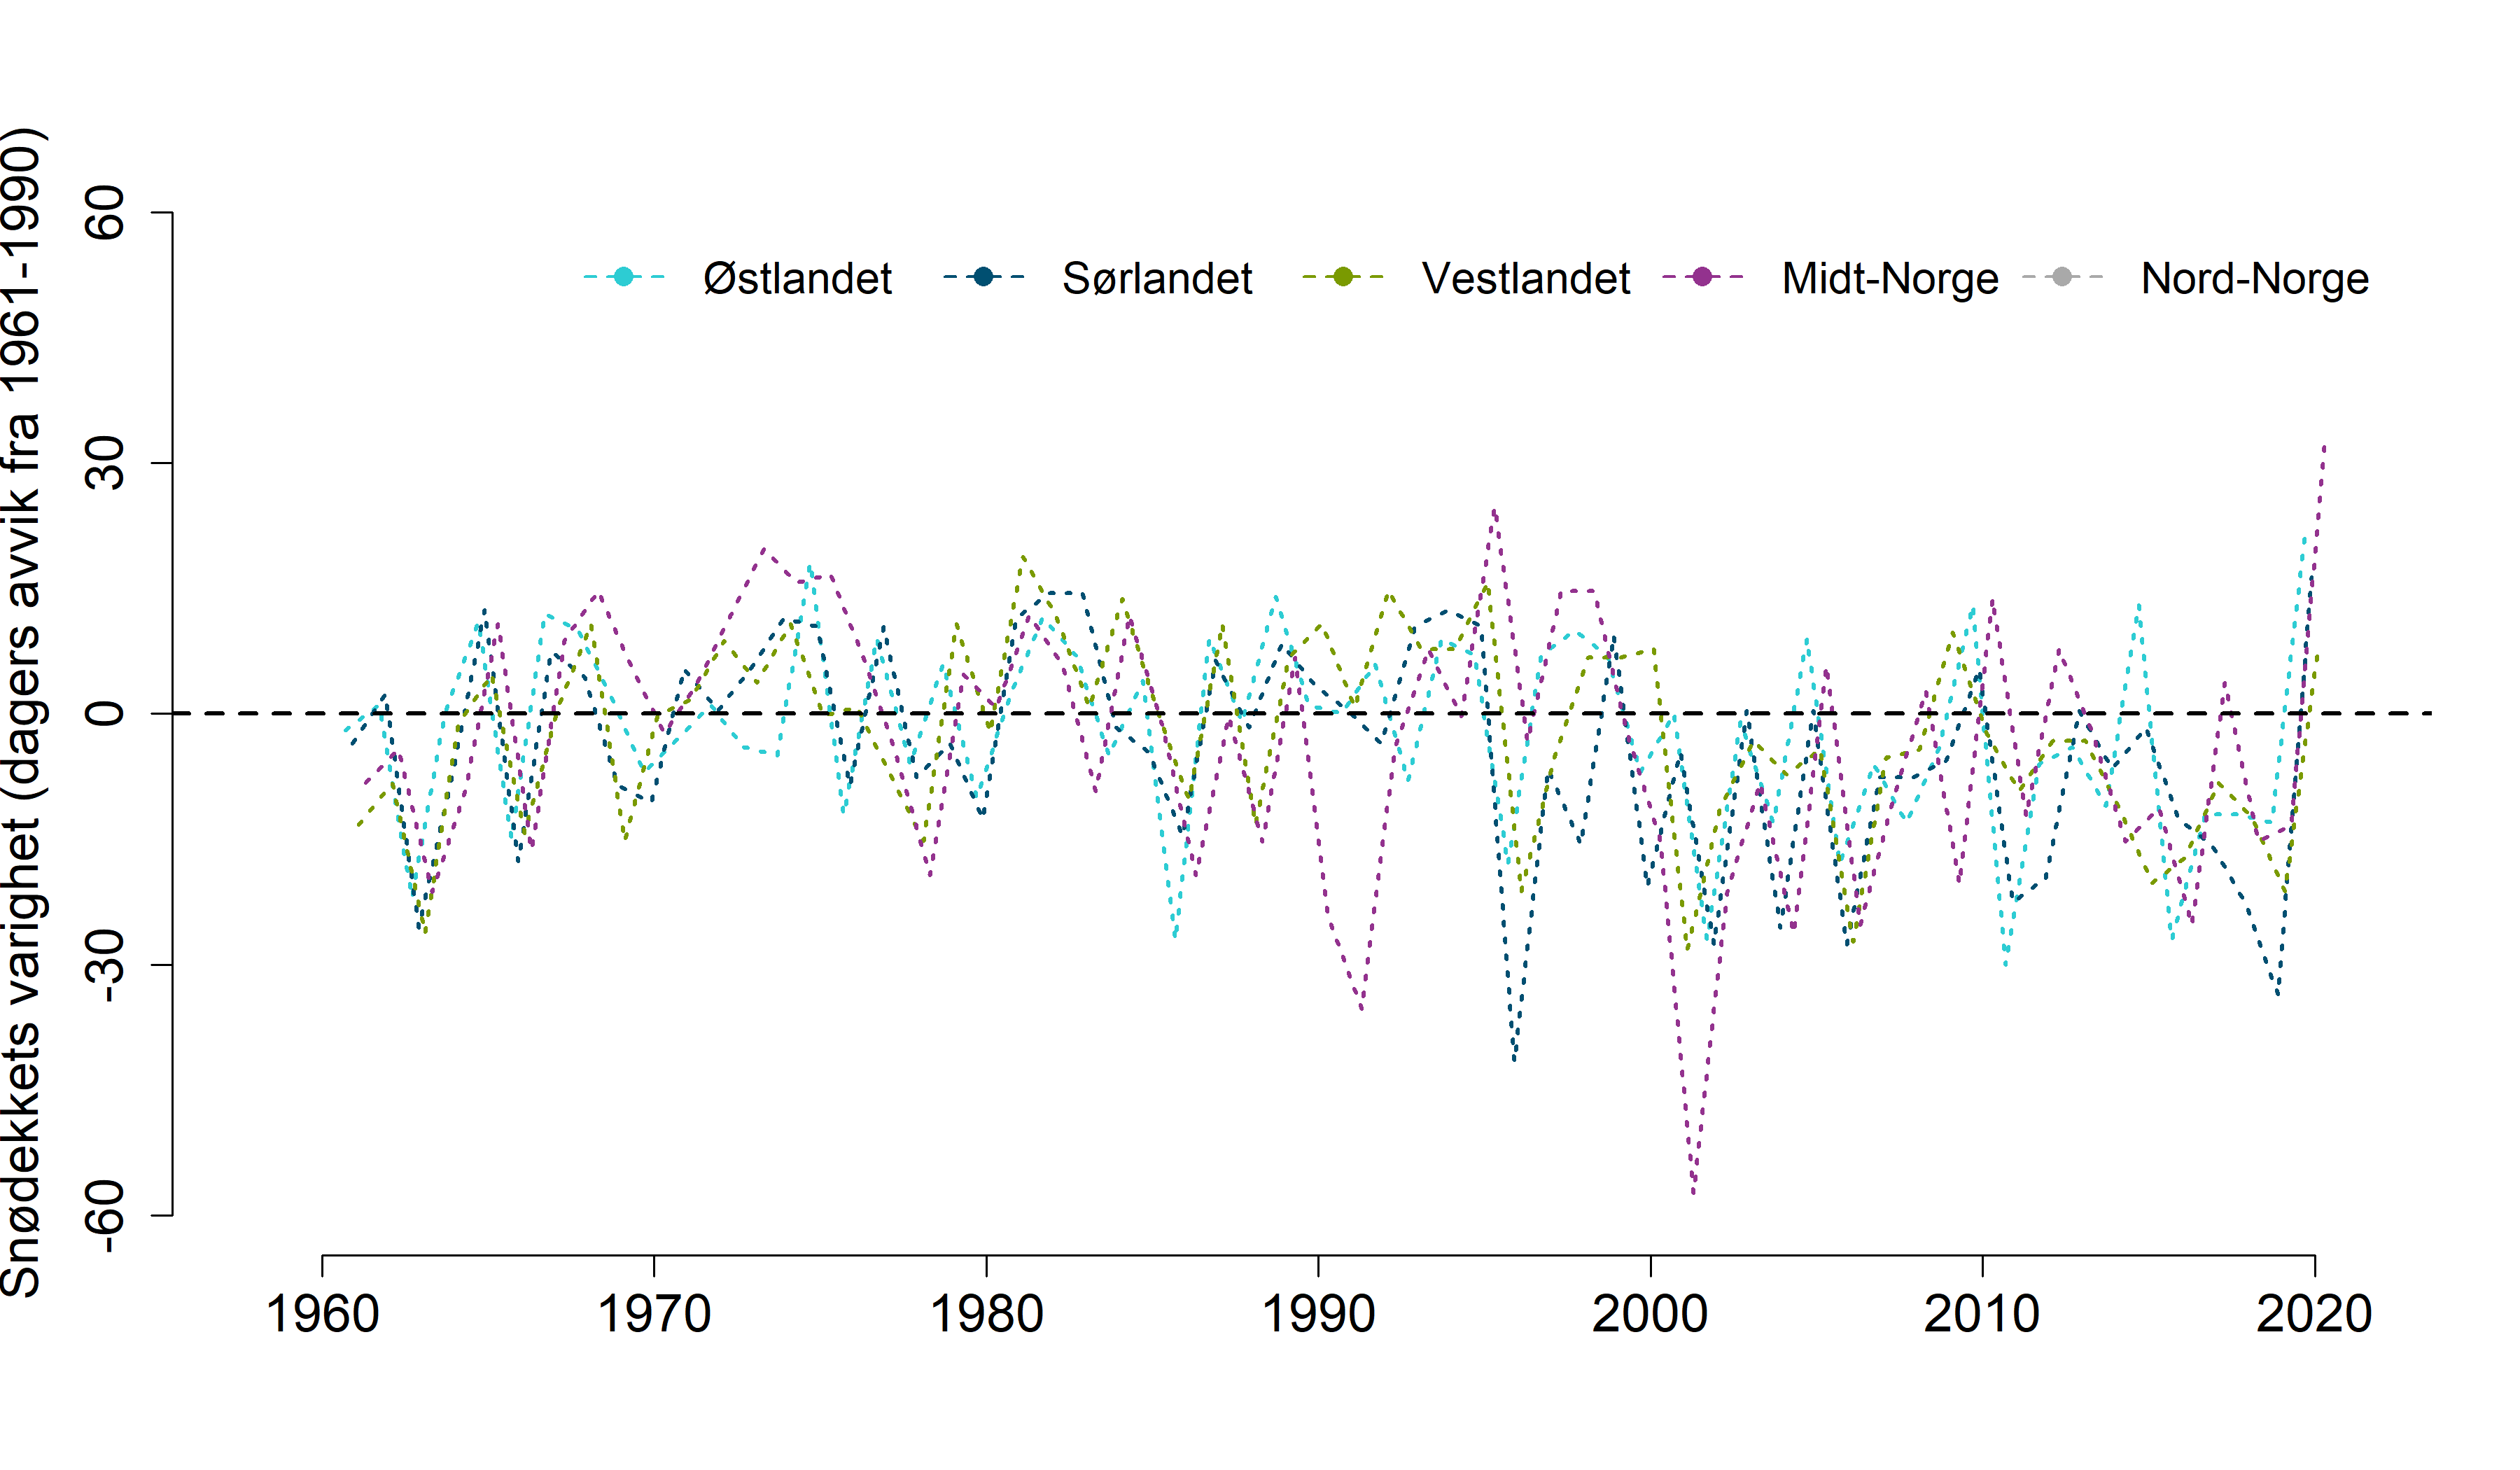 Snødekkets varighet (dagers avvik fra 1961-1990)
60
30
0
-30
-60
Østlandet Sørlandet Vestlandet Midt-Norge Nord-Norge
1960 1970 1980 1990 2000 2010 2020